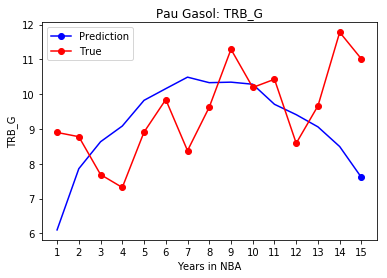 Pau Gasol: TRB_G
Prediction
True
TRB_G
12
11
10
9
8
7
6
1 2 3 4 5 6 7 8 9 10 11 12 13 14 15
Years in NBA